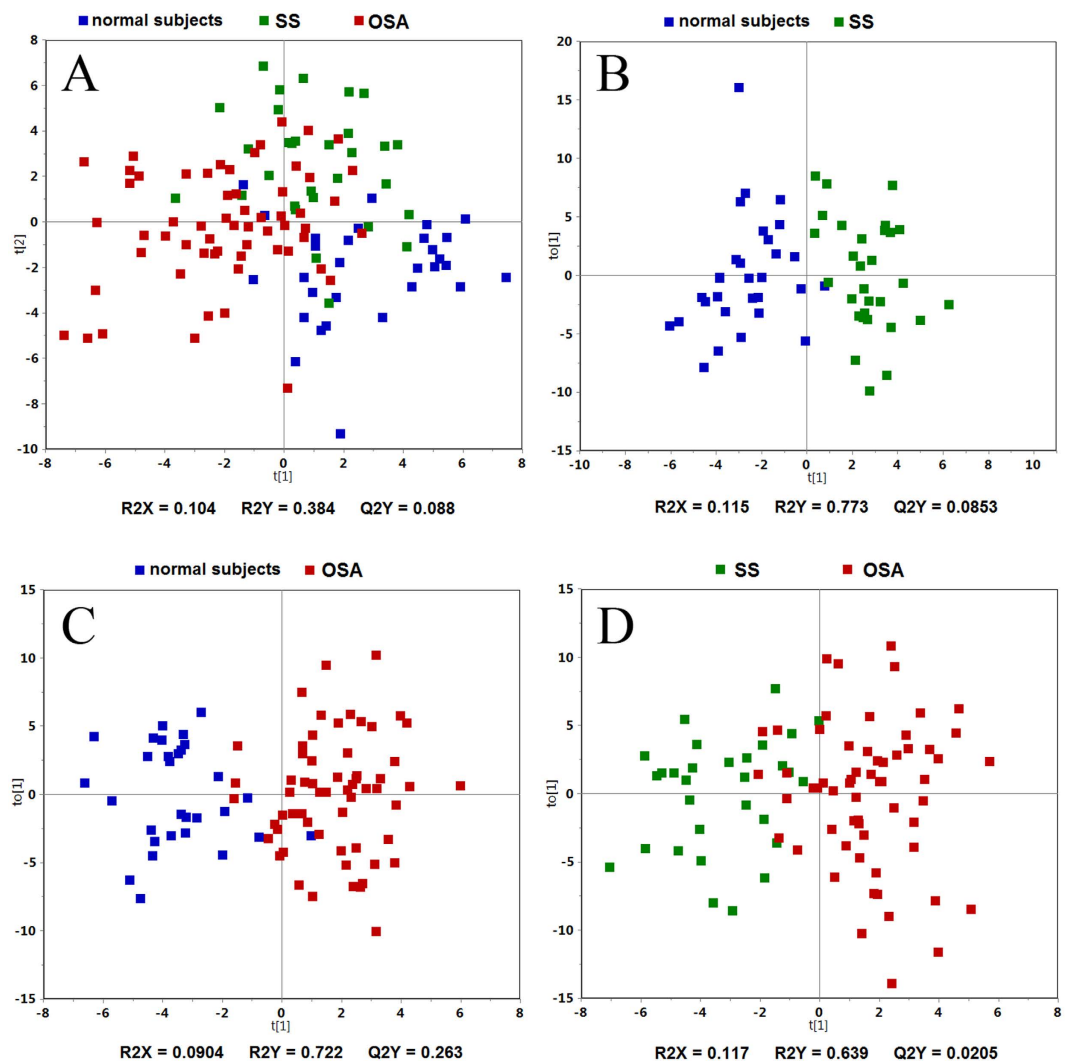 normal subjects SS OSA
A
8
6
4
2
0
-2
-4
-6
-8
-10
t[2]
-8 -6 -4 -2 0 2 4 6 8
t[1]
R2X = 0.104 R2Y = 0.384 Q2Y = 0.088
normal subjects SS
B
20
15
10
5
0
-5
-10
-15
to[1]
-10 -8 -6 -4 -2 0 2 4 6 8 10
t[1]
R2X = 0.115 R2Y = 0.773 Q2Y = 0.0853
normal subjects OSA
C
15
10
5
0
-5
-10
-15
to[1]
-8 -6 -4 -2 0 2 4 6 8
t[1]
R2X = 0.0904 R2Y = 0.722 Q2Y = 0.263
SS OSA
D
15
10
5
0
-5
-10
-15
to[1]
-8 -6 -4 -2 0 2 4 6 8
t[1]
R2X = 0.117 R2Y = 0.639 Q2Y = 0.0205